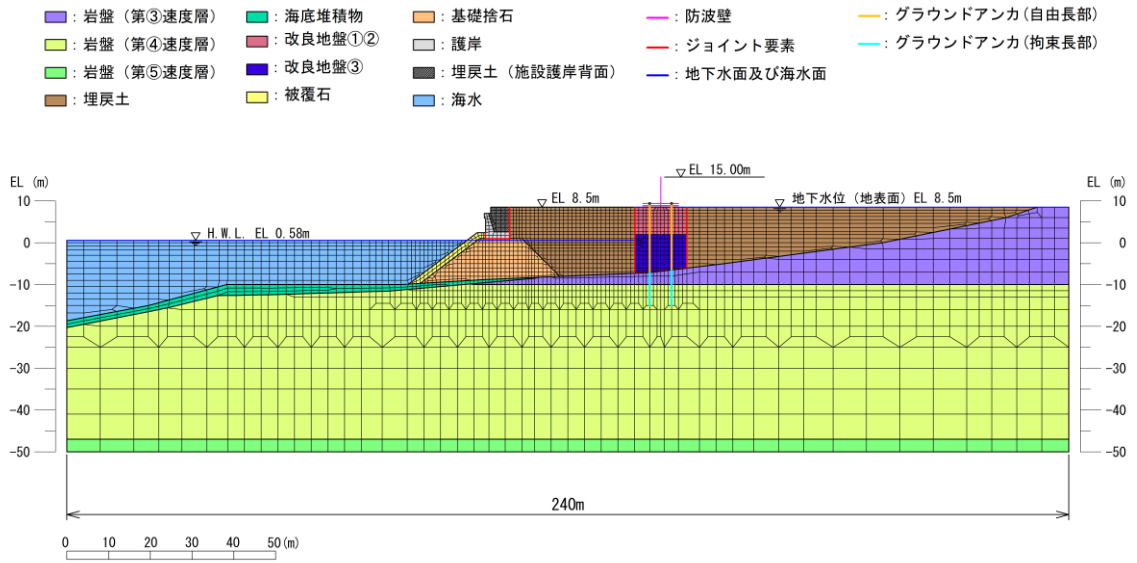 ：岩盤（第③速度層）
：岩盤（第④速度層）
：岩盤（第⑤速度層）
：埋戻土
：海底堆積物
：改良地盤①②
：改良地盤③
：被覆石
：基礎捨石
：護岸
：埋戻土（施設護岸背面）
：海水
：防波壁
：ジョイント要素
：地下水面及び海水面
：グラウンドアンカ(自由長部)
：グラウンドアンカ(拘束長部)
EL (m)
10
0
-10
-20
-30
-40
-50
H.W.L. EL 0.58m
EL 8.5m
EL 15.00m
地下水位（地表面）EL 8.5m
EL (m)
10
0
-10
-20
-30
-40
-50
240m
0 10 20 30 40 50(m)